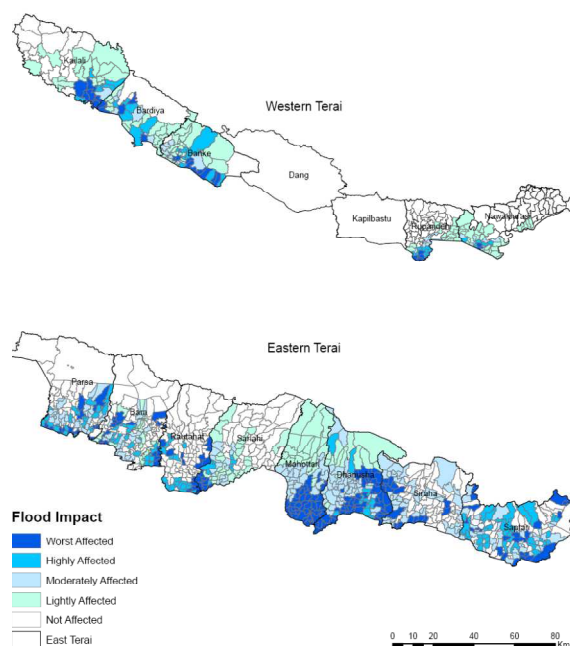 Western Terai
Kailali
Bardiya
Banke
Dang
Kapilbastu
Rupandehi
Nawalparasi
Eastern Terai
Parsa
Bara
Rautahat
Sarlahi
Mahottari
Dhanusha
Siraha
Saptari
Flood Impact
Worst Affected
Highly Affected
Moderately Affected
Lightly Affected
Not Affected
East Terai
0 10 20 40 60 80
Km